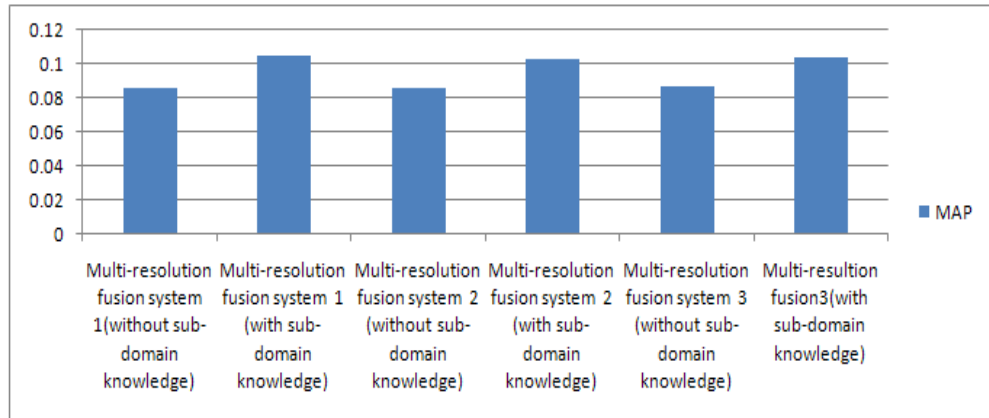 0.12
0.1
0.08
0.06
0.04
0.02
0
MAP
Multi-resolution
fusion system
1(without sub-
domain
knowledge)
Multi-resolution
fusion system 1
(with sub-
domain
knowledge)
Multi-resolution
fusion system 2
(without sub-
domain
knowledge)
Multi-resolution
fusion system 2
(with sub-
domain
knowledge)
Multi-resolution
fusion system 3
(without sub-
domain
knowledge)
Multi-resultion
fusion3(with
sub-domain
knowledge)